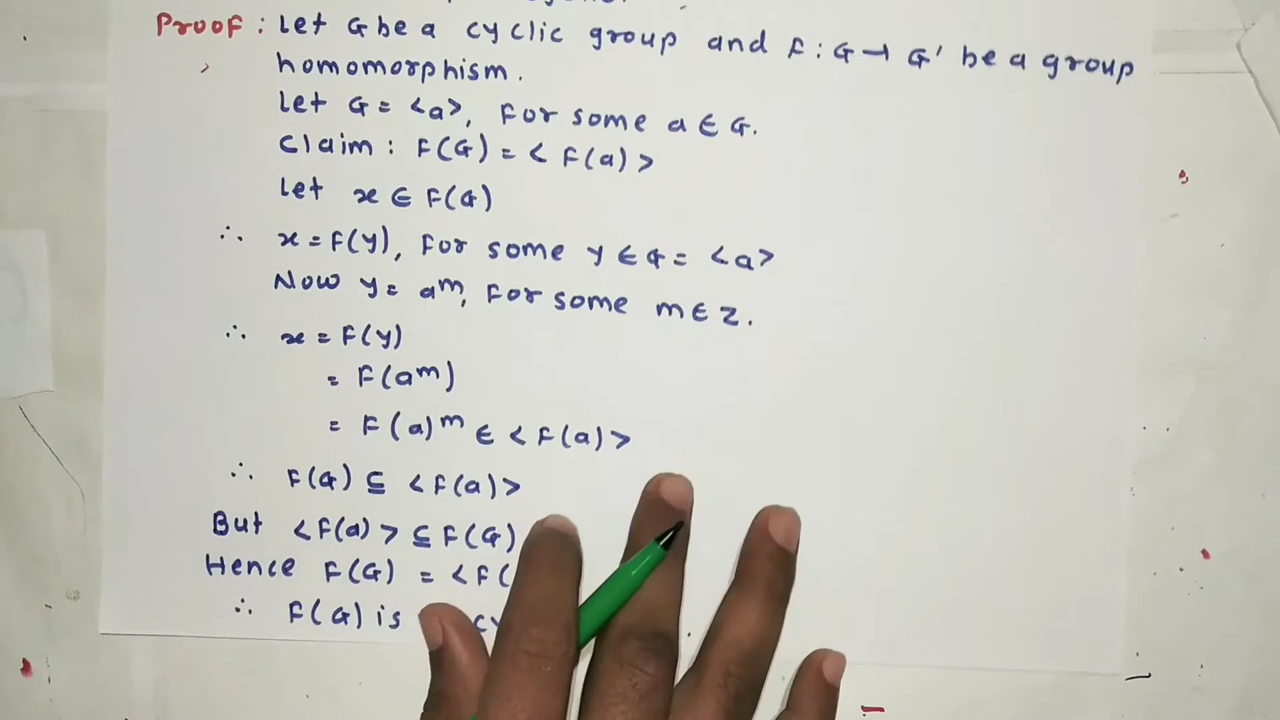 Proof : Let G be a cyclic group and F : G → G' be a group
homomorphism.
Let G = <a>, For some a ∈ G.
Claim : F(G) = < F(a) >
Let x ∈ F(G)
∴ x = F(y), For some y ∈ G = <a>
Now y = a^m, For some m ∈ Z.
∴ x = F(y)
= F(a^m)
= F(a)^m ∈ < F(a) >
∴ F(G) ⊆ <F(a)>
But <F(a)> ⊆ F(G)
Hence F(G) = <F(
∴ F(G) is